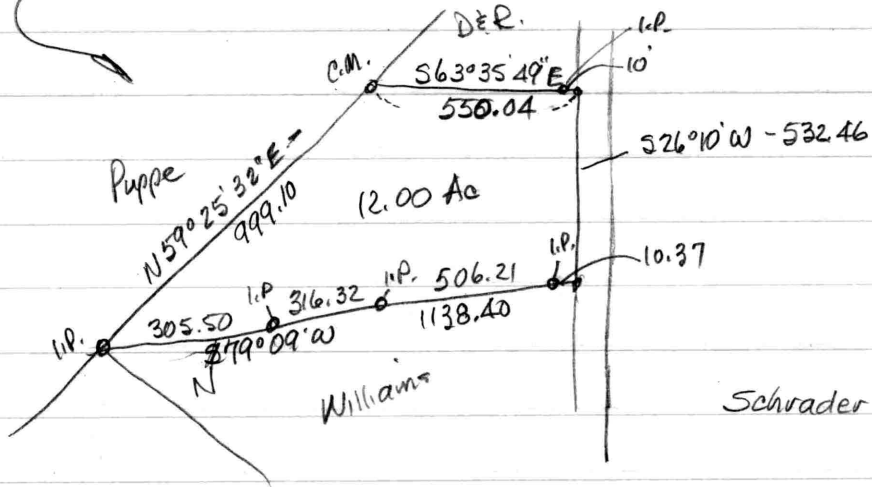 D&R.
I.P.
C.M.
S63°35'49"E
10'
550.04
S26°10'W - 532.46
Puppe
N59°25'32"E -
999.10
12.00 Ac
I.P.
10.37
I.P.
I.P.
506.21
316.32
1138.40
305.50
I.P.
N79°09'W
Williams
Schrader